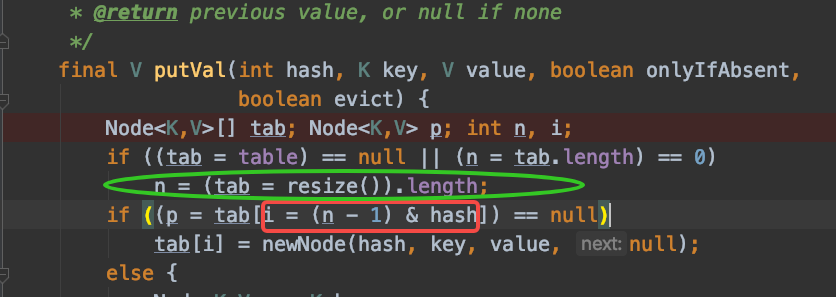 * @return previous value, or null if none
*/
final V putVal(int hash, K key, V value, boolean onlyIfAbsent,
boolean evict) {
Node<K,V>[] tab; Node<K,V> p; int n, i;
if ((tab = table) == null || (n = tab.length) == 0)
n = (tab = resize()).length;
if ((p = tab[i = (n - 1) & hash]) == null)
tab[i] = newNode(hash, key, value, next: null);
else {